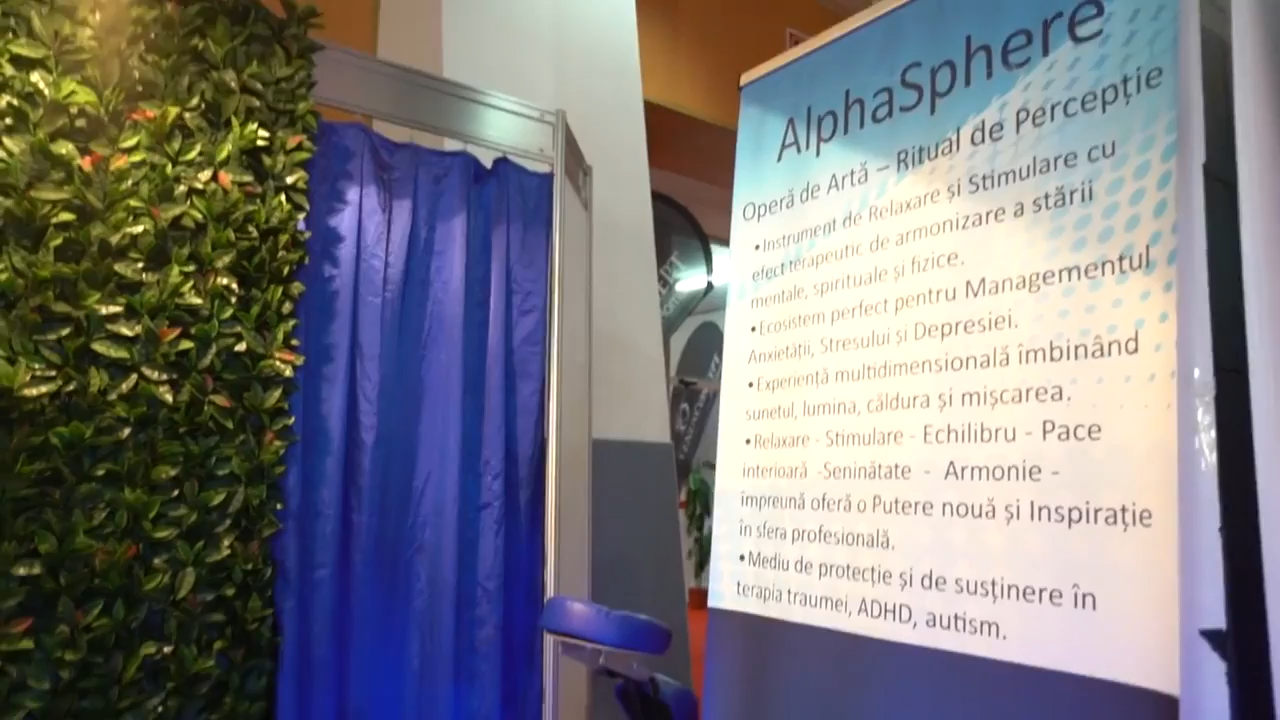 AlphaSphere
Operă de Artă – Ritual de Percepție
•Instrument de Relaxare și Stimulare cu
efect terapeutic de armonizare a stării
mentale, spirituale și fizice.
•Ecosistem perfect pentru Managementul
Anxietății, Stresului și Depresiei.
•Experiență multidimensională îmbinând
sunetul, lumina, căldura și mișcarea.
•Relaxare - Stimulare - Echilibru - Pace
interioară -Seninătate - Armonie -
împreună oferă o Putere nouă și Inspirație
în sfera profesională.
•Mediu de protecție și de susținere în
terapia traumei, ADHD, autism.